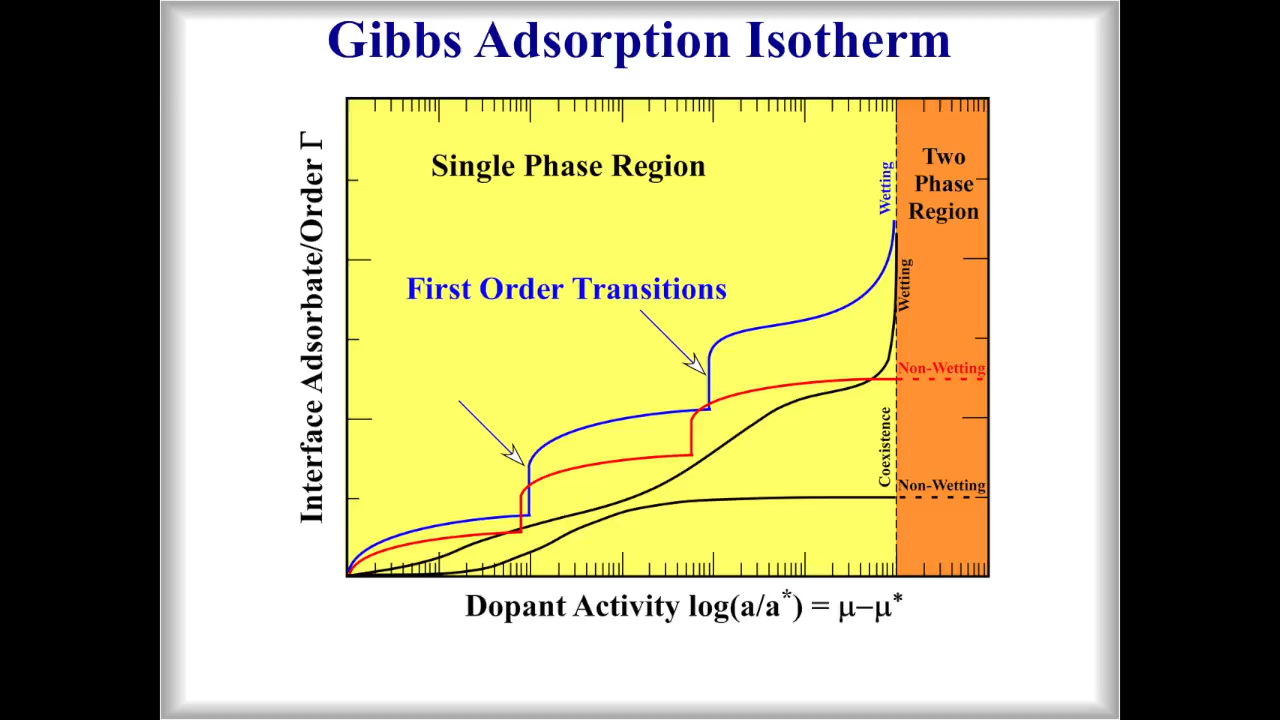 Gibbs Adsorption Isotherm
Interface Adsorbate/Order Γ
Single Phase Region
Two
Phase
Region
Wetting
Wetting
First Order Transitions
Non-Wetting
Coexistence
Non-Wetting
Dopant Activity log(a/a*) = μ−μ*